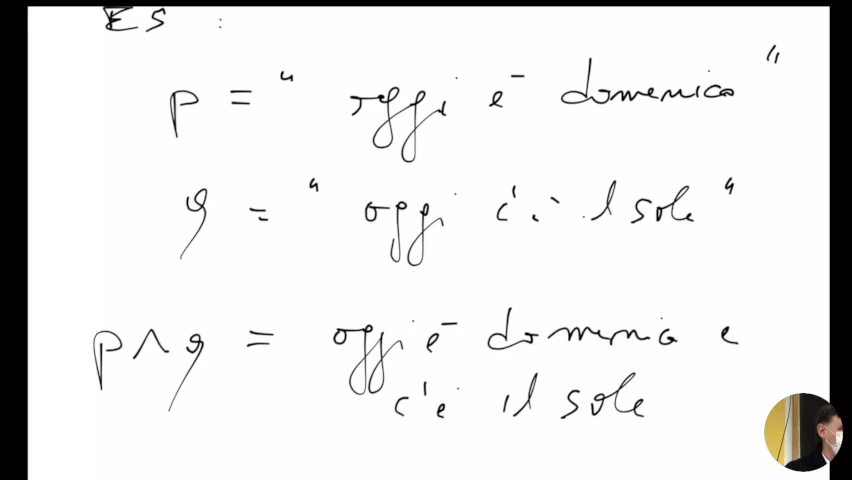 ES :
p = " oggi è domenica "
q = " oggi c'è il sole "
p ∧ q = oggi è domenica e
c'è il sole